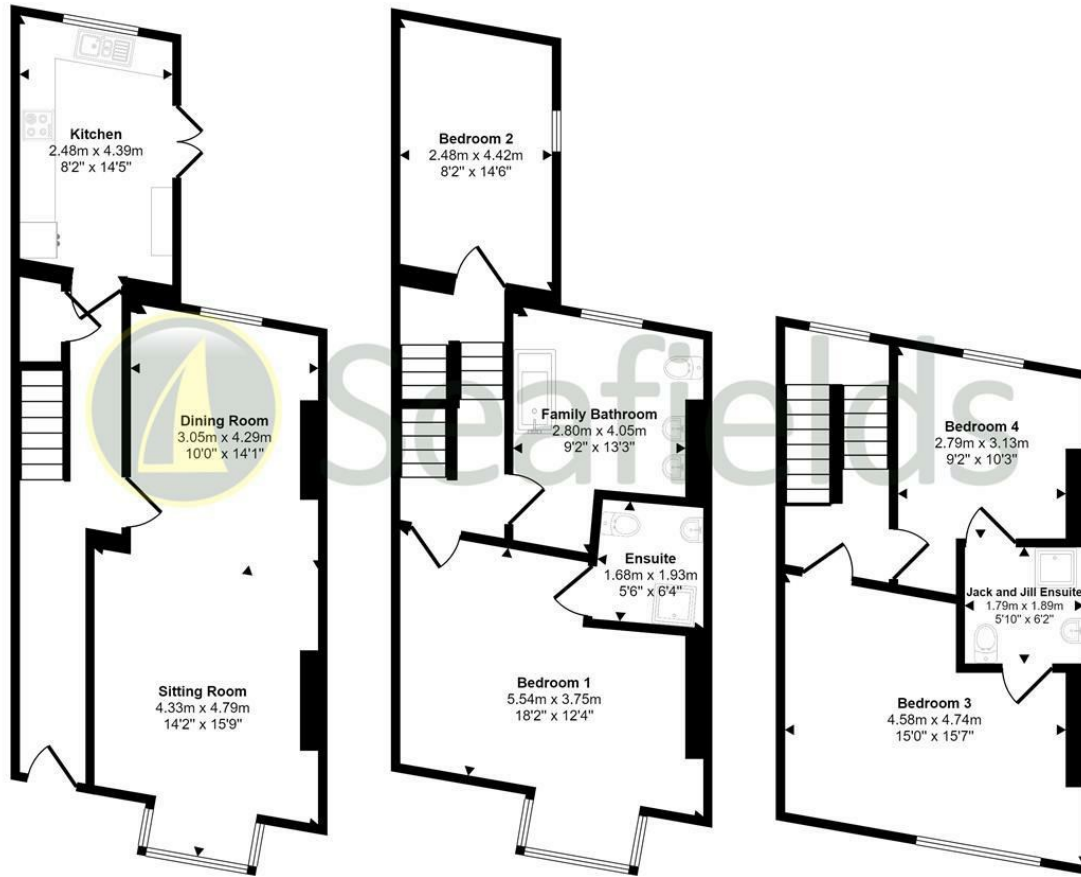 Kitchen
2.48m x 4.39m
8'2" x 14'5"
Dining Room
3.05m x 4.29m
10'0" x 14'1"
Sitting Room
4.33m x 4.79m
14'2" x 15'9"
Bedroom 2
2.48m x 4.42m
8'2" x 14'6"
Family Bathroom
2.80m x 4.05m
9'2" x 13'3"
Ensuite
1.68m x 1.93m
5'6" x 6'4"
Bedroom 1
5.54m x 3.75m
18'2" x 12'4"
Bedroom 4
2.79m x 3.13m
9'2" x 10'3"
Jack and Jill Ensuite
1.79m x 1.89m
5'10" x 6'2"
Bedroom 3
4.58m x 4.74m
15'0" x 15'7"
Seafields